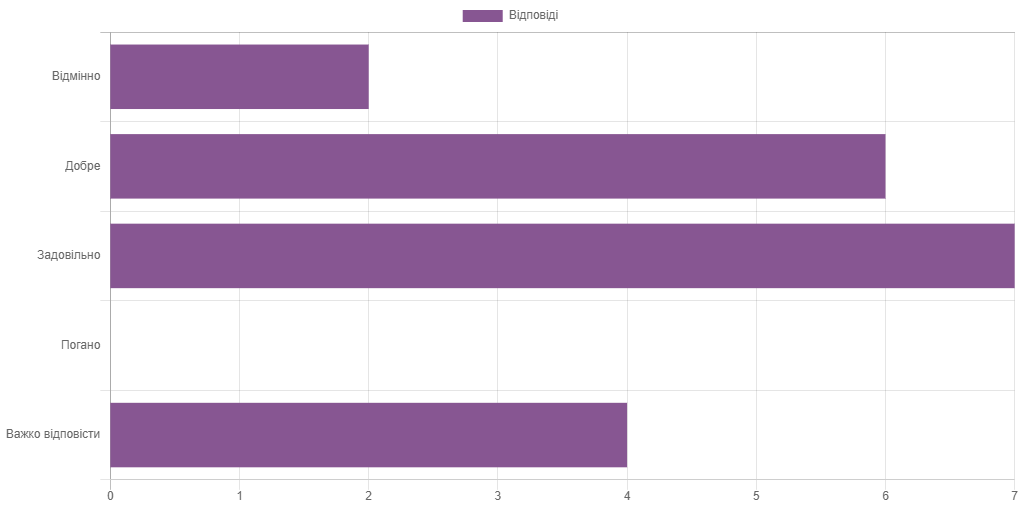 Відповіді
Відмінно
Добре
Задовільно
Погано
Важко відповісти
0 1 2 3 4 5 6 7